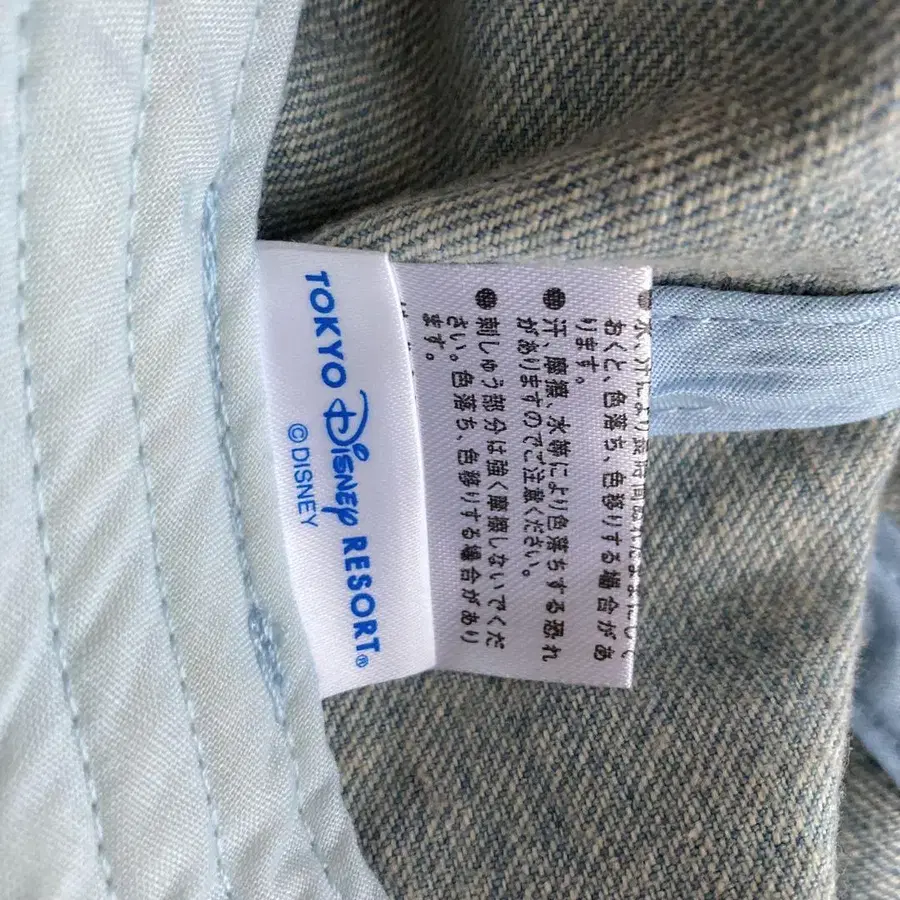 TOKYO DISNEY RESORT®
©DISNEY
おくと、色落ち、色移りする場合があ
ります。
●汗、摩擦、水等により色落ちする恐れ
がありますのでご注意ください。
●刺しゅう部分は強く摩擦しないでくだ
さい。色落ち、色移りする場合があり
ます。